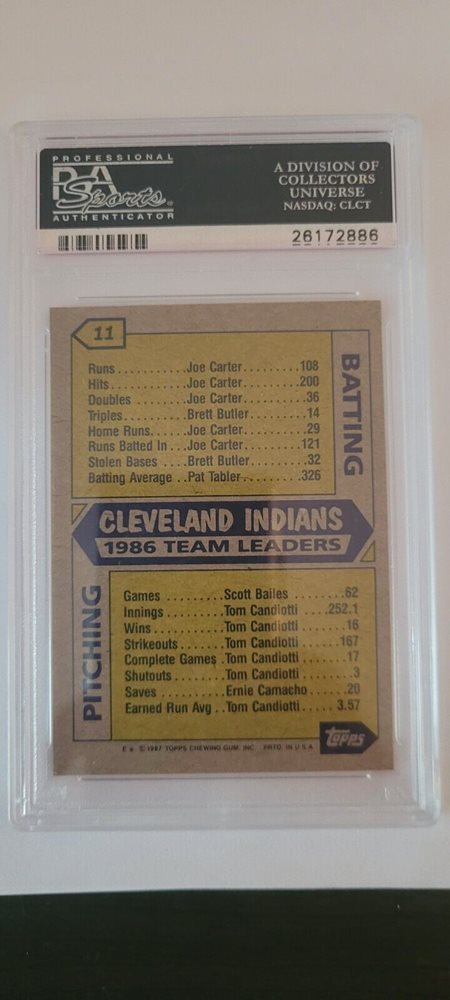 PROFESSIONAL
PSA
Sports
AUTHENTICATOR
A DIVISION OF
COLLECTORS
UNIVERSE
NASDAQ: CLCT
26172886
11
BATTING
Runs...........Joe Carter.........108
Hits............Joe Carter.........200
Doubles ........Joe Carter..........36
Triples..........Brett Butler.........14
Home Runs.....Joe Carter..........29
Runs Batted In ...Joe Carter.........121
Stolen Bases ...Brett Butler.........32
Batting Average ..Pat Tabler.........326
CLEVELAND INDIANS
1986 TEAM LEADERS
PITCHING
Games .........Scott Bailes ........62
Innings..........Tom Candiotti ....252.1
Wins............Tom Candiotti .......16
Strikeouts.......Tom Candiotti ......167
Complete Games .Tom Candiotti .......17
Shutouts........Tom Candiotti ........3
Saves ..........Ernie Camacho......20
Earned Run Avg ..Tom Candiotti..... 3.57
topps
E * © 1987 TOPPS CHEWING GUM, INC. PRTD. IN U.S.A.